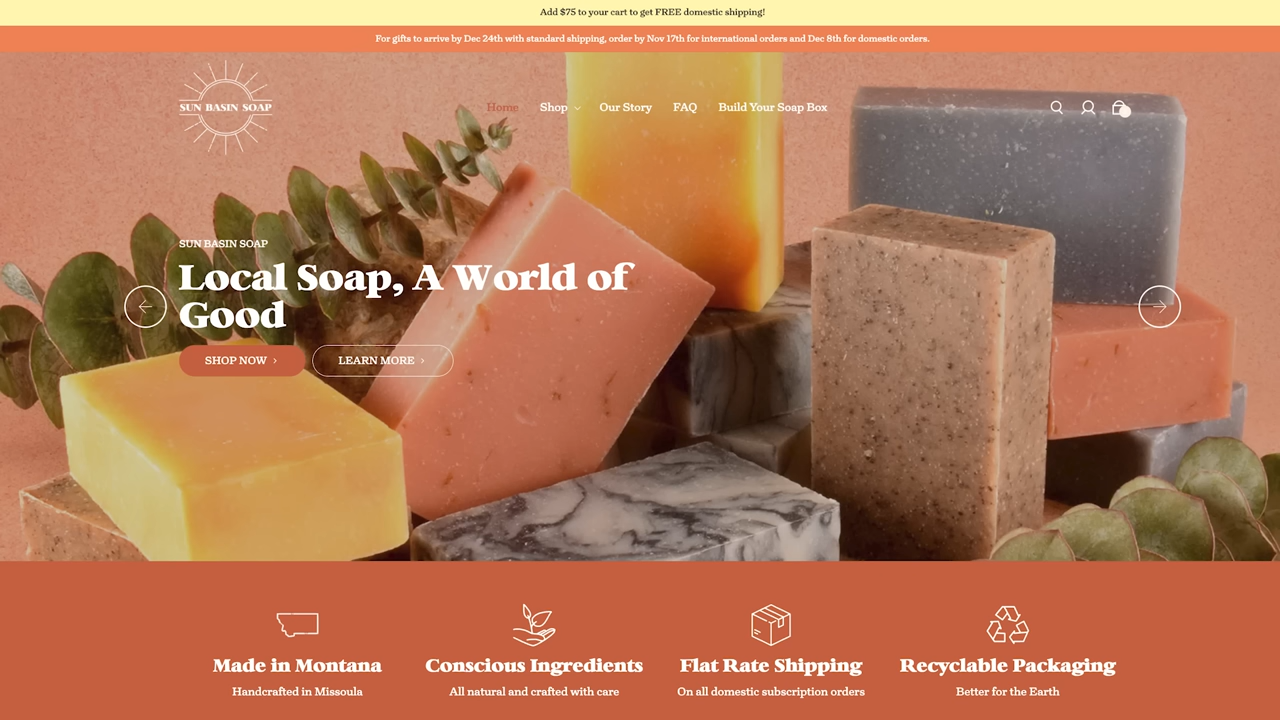 Add $75 to your cart to get FREE domestic shipping!
For gifts to arrive by Dec 24th with standard shipping, order by Nov 17th for international orders and Dec 8th for domestic orders.
SUN BASIN SOAP
Home
Shop
Our Story
FAQ
Build Your Soap Box
SUN BASIN SOAP
Local Soap, A World of
Good
SHOP NOW
LEARN MORE
Made in Montana
Conscious Ingredients
Flat Rate Shipping
Recyclable Packaging
Handcrafted in Missoula
All natural and crafted with care
On all domestic subscription orders
Better for the Earth